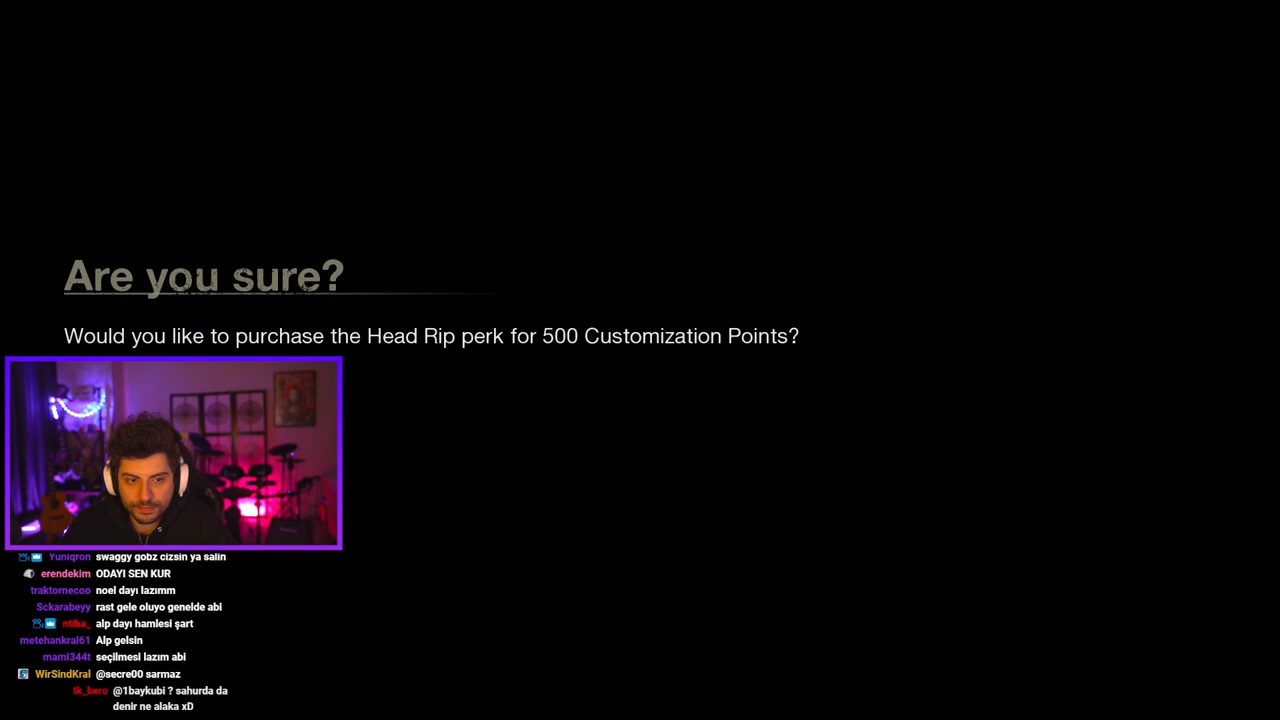 Are you sure?
Would you like to purchase the Head Rip perk for 500 Customization Points?
Yuniqron swaggy gobz cizsin ya salin
erendekim ODAYI SEN KUR
traktornecoo noel dayı lazımm
Sckarabeyy rast gele oluyo genelde abi
ntiba_ alp dayı hamlesi şart
metehankral61 Alp gelsin
mami344t seçilmesi lazım abi
WirSindKral @secre00 sarmaz
tk_bero @1baykubi ? sahurda da
denir ne alaka xD